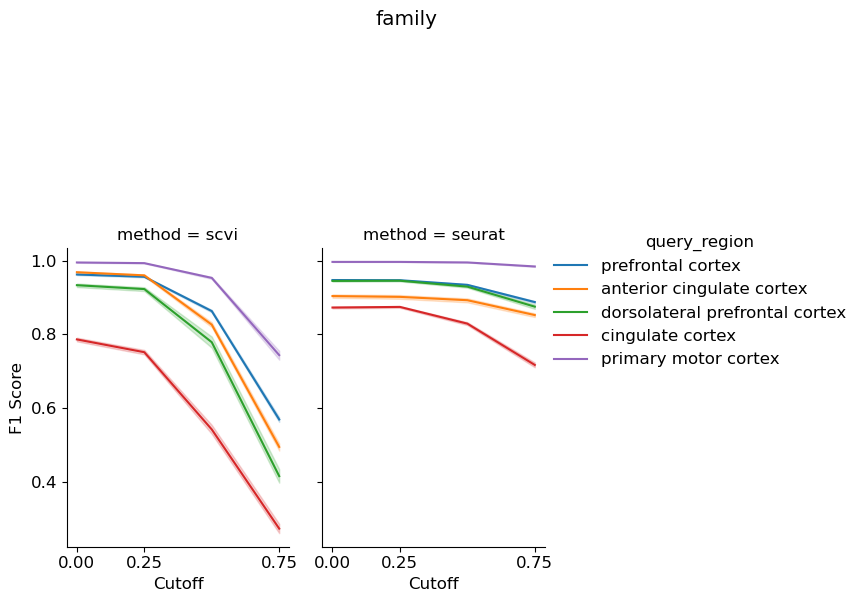 family
method = scvi
method = seurat
query_region
prefrontal cortex
anterior cingulate cortex
dorsolateral prefrontal cortex
cingulate cortex
primary motor cortex
F1 Score
1.0
0.8
0.6
0.4
0.00
0.25
0.75
0.00
0.25
0.75
Cutoff
Cutoff